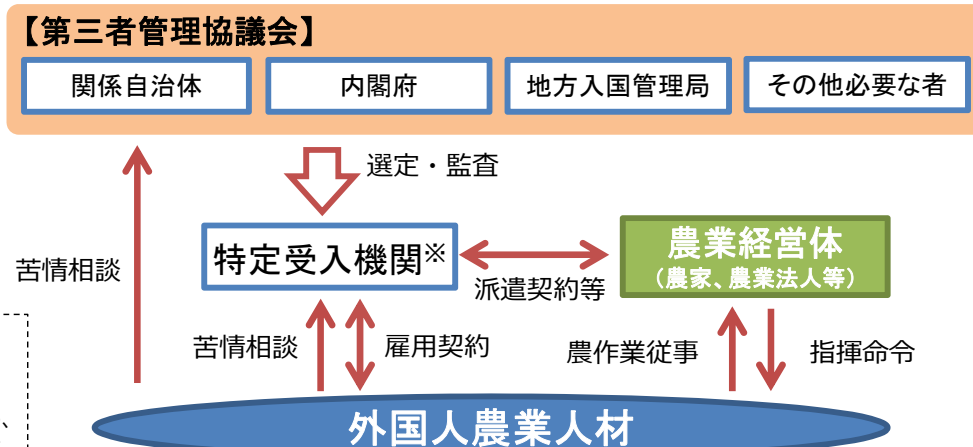 【第三者管理協議会】
関係自治体
内閣府
地方入国管理局
その他必要な者
選定・監査
特定受入機関※
農業経営体
（農家、農業法人等）
苦情相談
派遣契約等
苦情相談
雇用契約
農作業従事
指揮命令
、
外国人農業人材